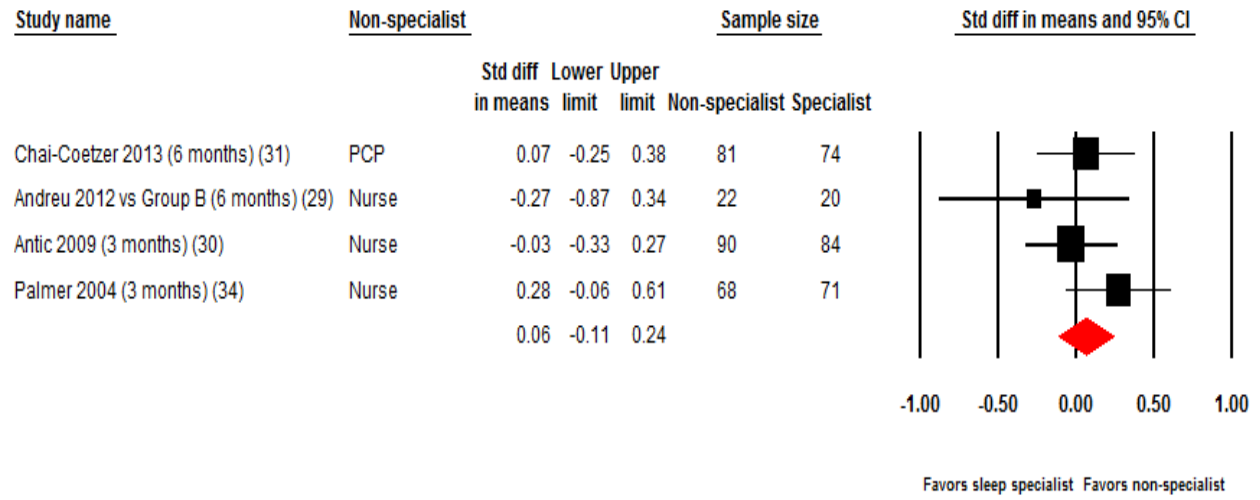 Study name Non-specialist Sample size Std diff in means and 95% CI
Std diff Lower Upper
in means limit limit Non-specialist Specialist
Chai-Coetzer 2013 (6 months) (31) PCP 0.07 -0.25 0.38 81 74
Andreu 2012 vs Group B (6 months) (29) Nurse -0.27 -0.87 0.34 22 20
Antic 2009 (3 months) (30) Nurse -0.03 -0.33 0.27 90 84
Palmer 2004 (3 months) (34) Nurse 0.28 -0.06 0.61 68 71
0.06 -0.11 0.24
-1.00 -0.50 0.00 0.50 1.00
Favors sleep specialist Favors non-specialist